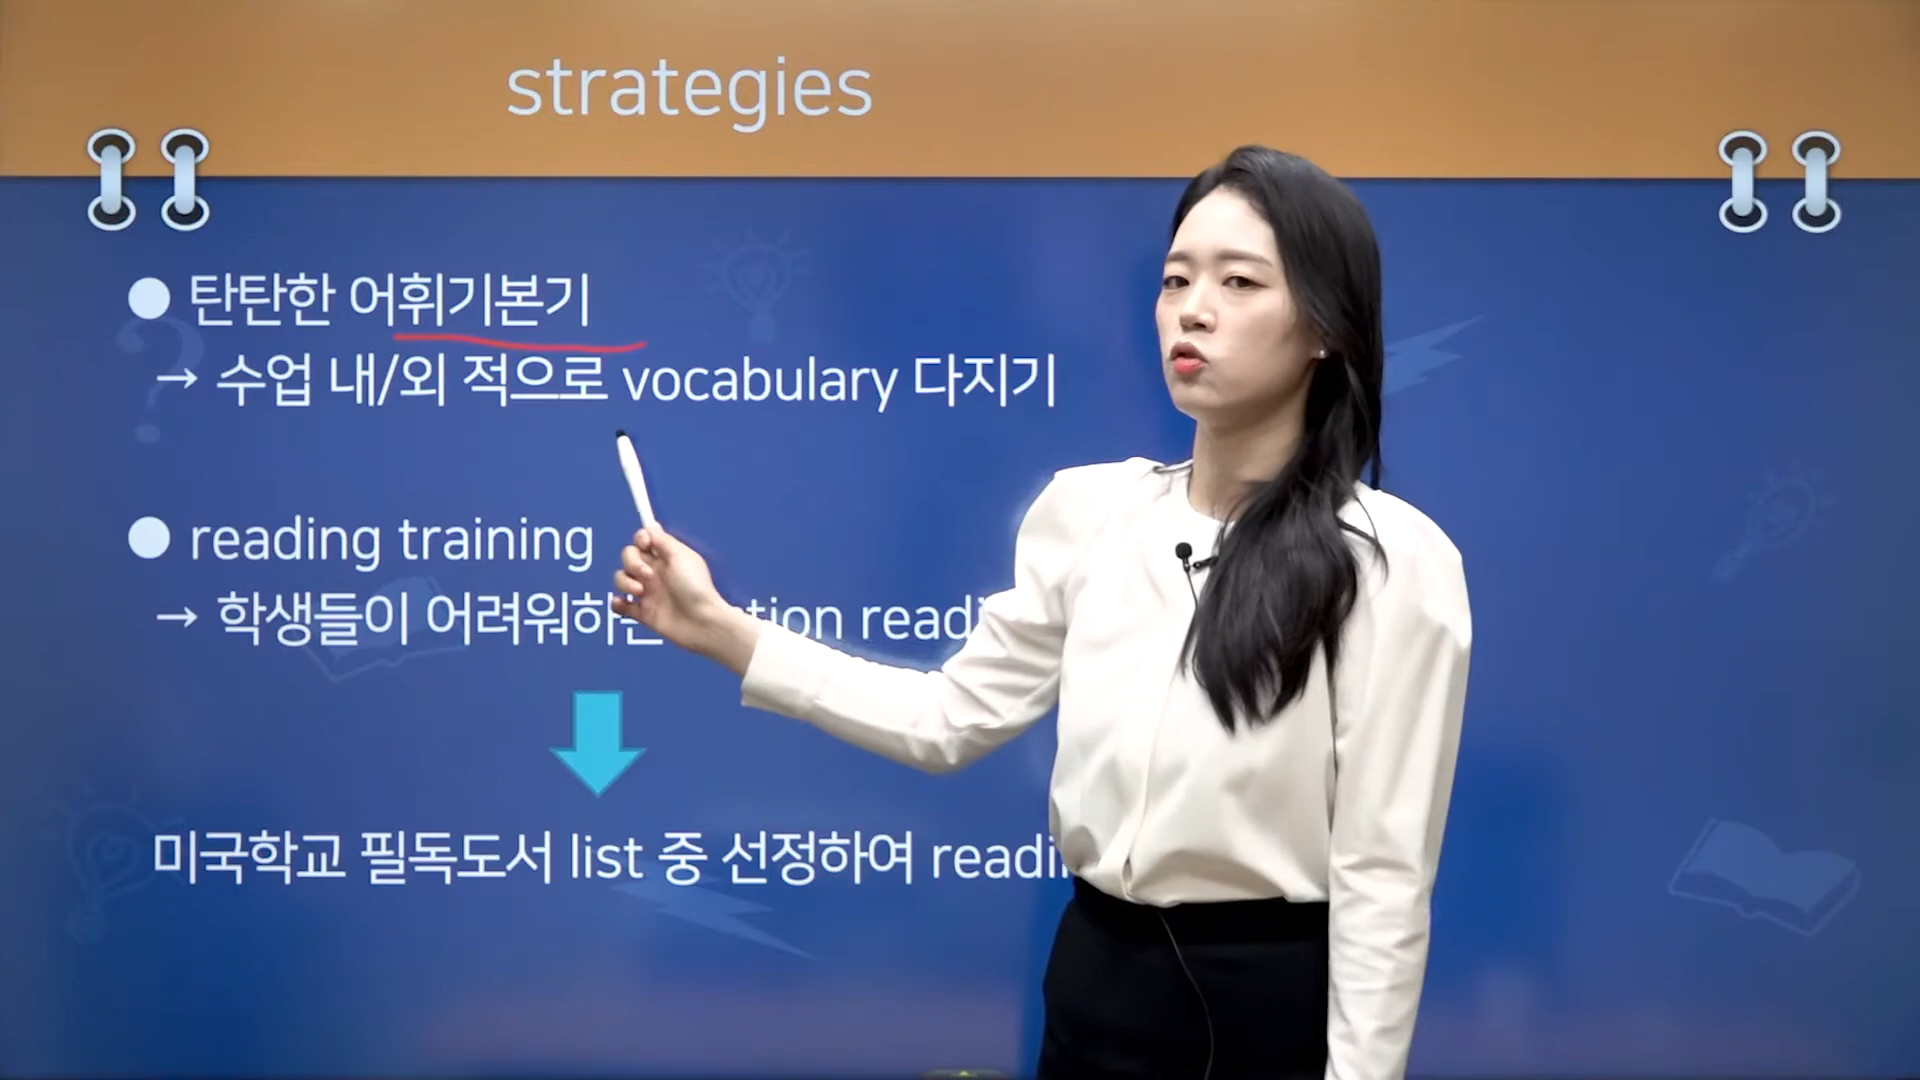 strategies
● 탄탄한 어휘기본기
→ 수업 내/외 적으로 vocabulary 다지기
● reading training
→ 학생들이 어려워하는
미국학교 필독도서 list 중 선정하여